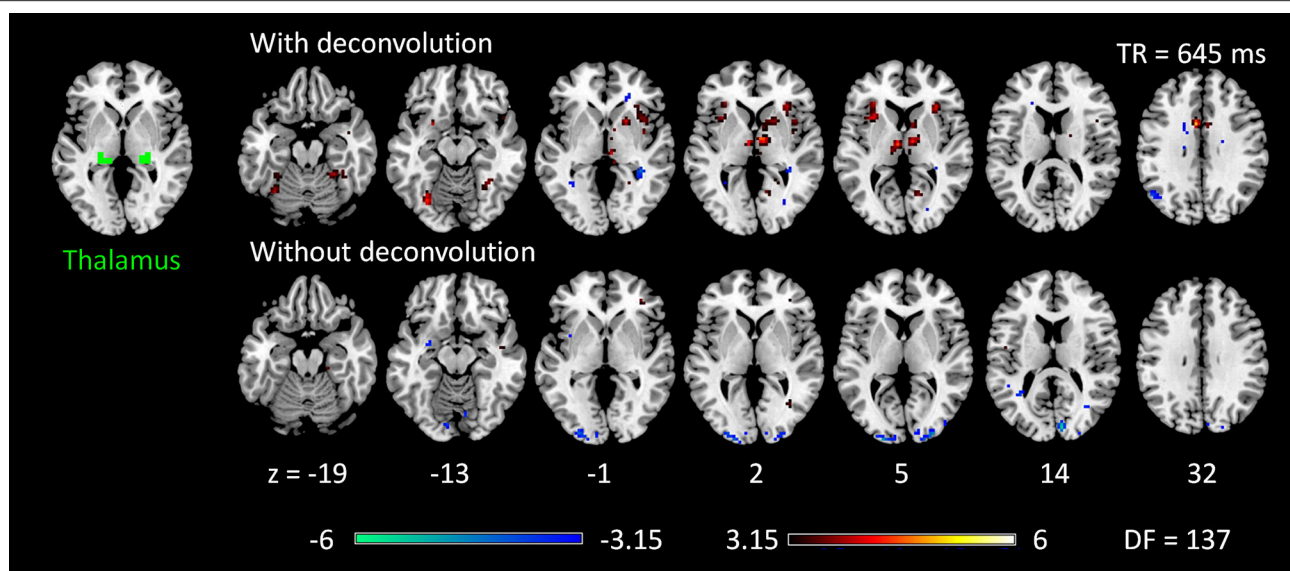 With deconvolution
TR = 645 ms
Thalamus
Without deconvolution
z = -19 -13 -1 2 5 14 32
-6 -3.15 3.15 6 DF = 137